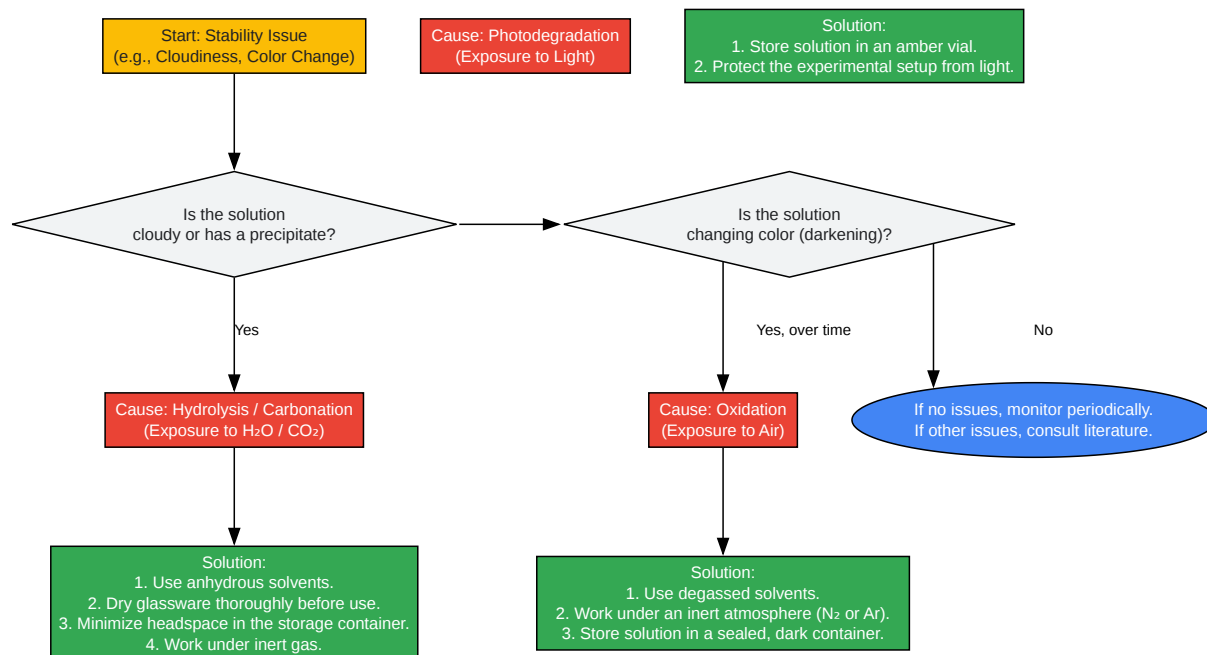 Start: Stability Issue
(e.g., Cloudiness, Color Change)
Cause: Photodegradation
(Exposure to Light)
Solution:
1. Store solution in an amber vial.
2. Protect the experimental setup from light.
Is the solution
cloudy or has a precipitate?
Is the solution
changing color (darkening)?
Yes
Yes, over time
No
Cause: Hydrolysis / Carbonation
(Exposure to H₂O / CO₂)
Cause: Oxidation
(Exposure to Air)
If no issues, monitor periodically.
If other issues, consult literature.
Solution:
1. Use anhydrous solvents.
2. Dry glassware thoroughly before use.
3. Minimize headspace in the storage container.
4. Work under inert gas.
Solution:
1. Use degassed solvents.
2. Work under an inert atmosphere (N₂ or Ar).
3. Store solution in a sealed, dark container.